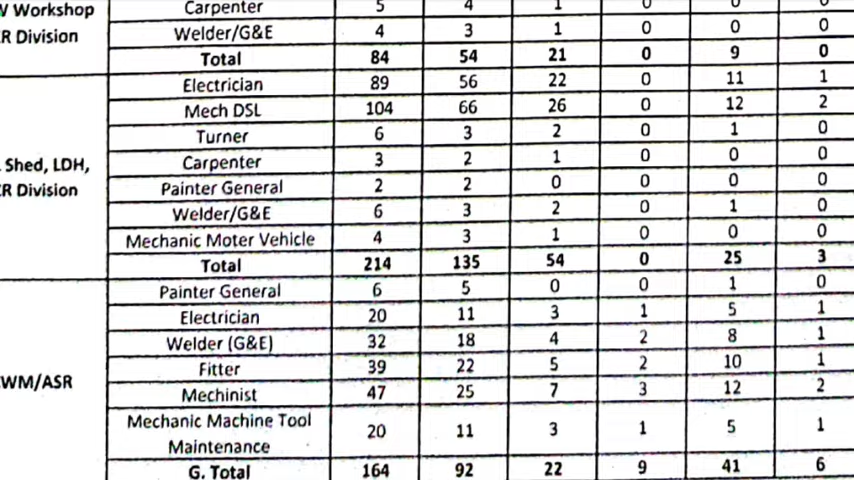 W Workshop
R Division
Carpenter 5 4 1 0 0 0
Welder/G&E 4 3 1 0 0 0
Total 84 54 21 0 9 0
Electrician 89 56 22 0 11 1
Mech DSL 104 66 26 0 12 2
Turner 6 3 2 0 1 0
Shed, LDH,
R Division
Carpenter 3 2 1 0 0 0
Painter General 2 2 0 0 0 0
Welder/G&E 6 3 2 0 1 0
Mechanic Moter Vehicle 4 3 1 0 0 0
Total 214 135 54 0 25 3
WM/ASR
Painter General 6 5 0 0 1 0
Electrician 20 11 3 1 5 1
Welder (G&E) 32 18 4 2 8 1
Fitter 39 22 5 2 10 1
Mechinist 47 25 7 3 12 2
Mechanic Machine Tool
Maintenance 20 11 3 1 5 1
G. Total 164 92 22 9 41 6